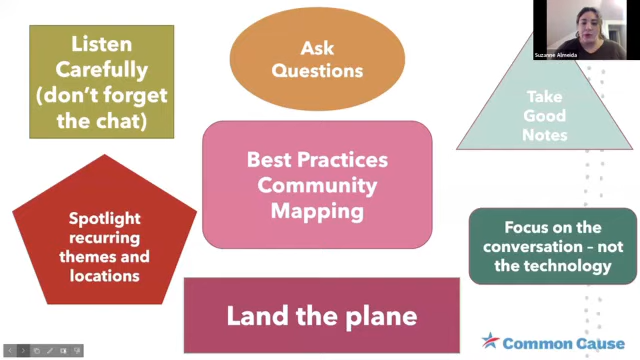 Listen
Carefully
(don't forget
the chat)
Ask
Questions
Suzanne Almeida
Take
Good
Notes
Best Practices
Community
Mapping
Spotlight
recurring
themes and
locations
Focus on the
conversation – not
the technology
Land the plane
Common Cause